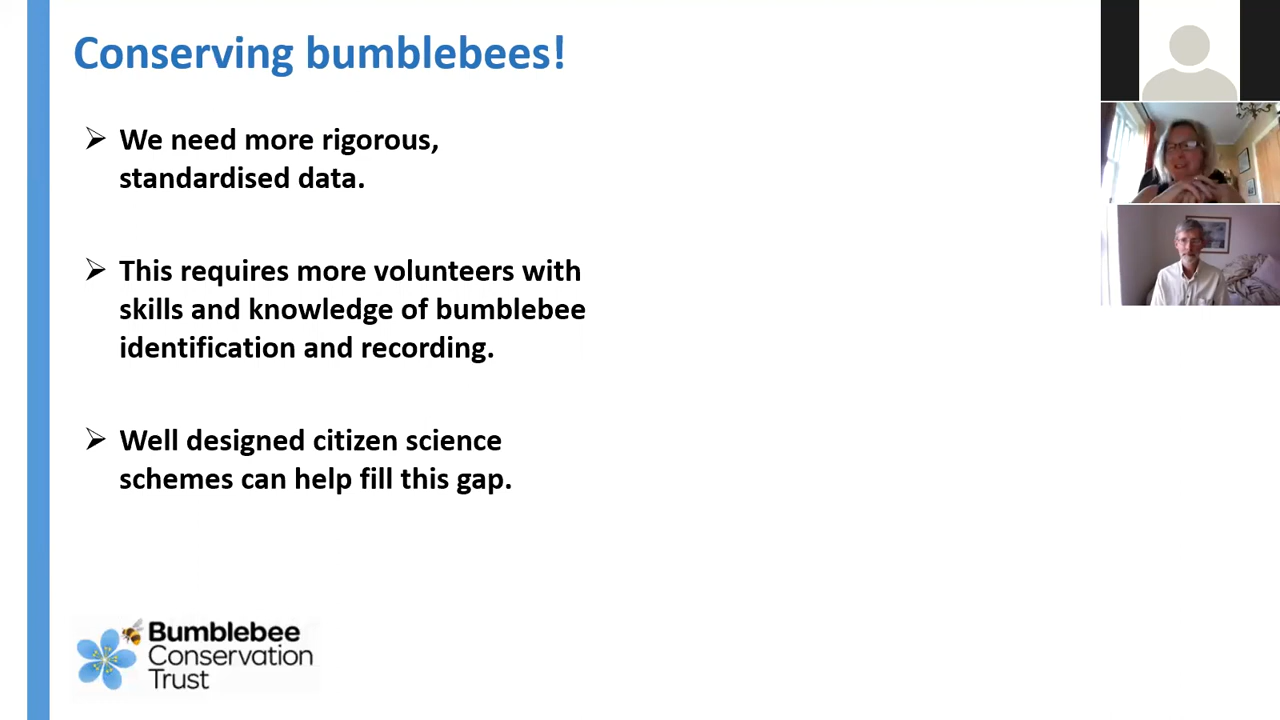 Conserving bumblebees!
We need more rigorous,
standardised data.
This requires more volunteers with
skills and knowledge of bumblebee
identification and recording.
Well designed citizen science
schemes can help fill this gap.
Bumblebee
Conservation
Trust